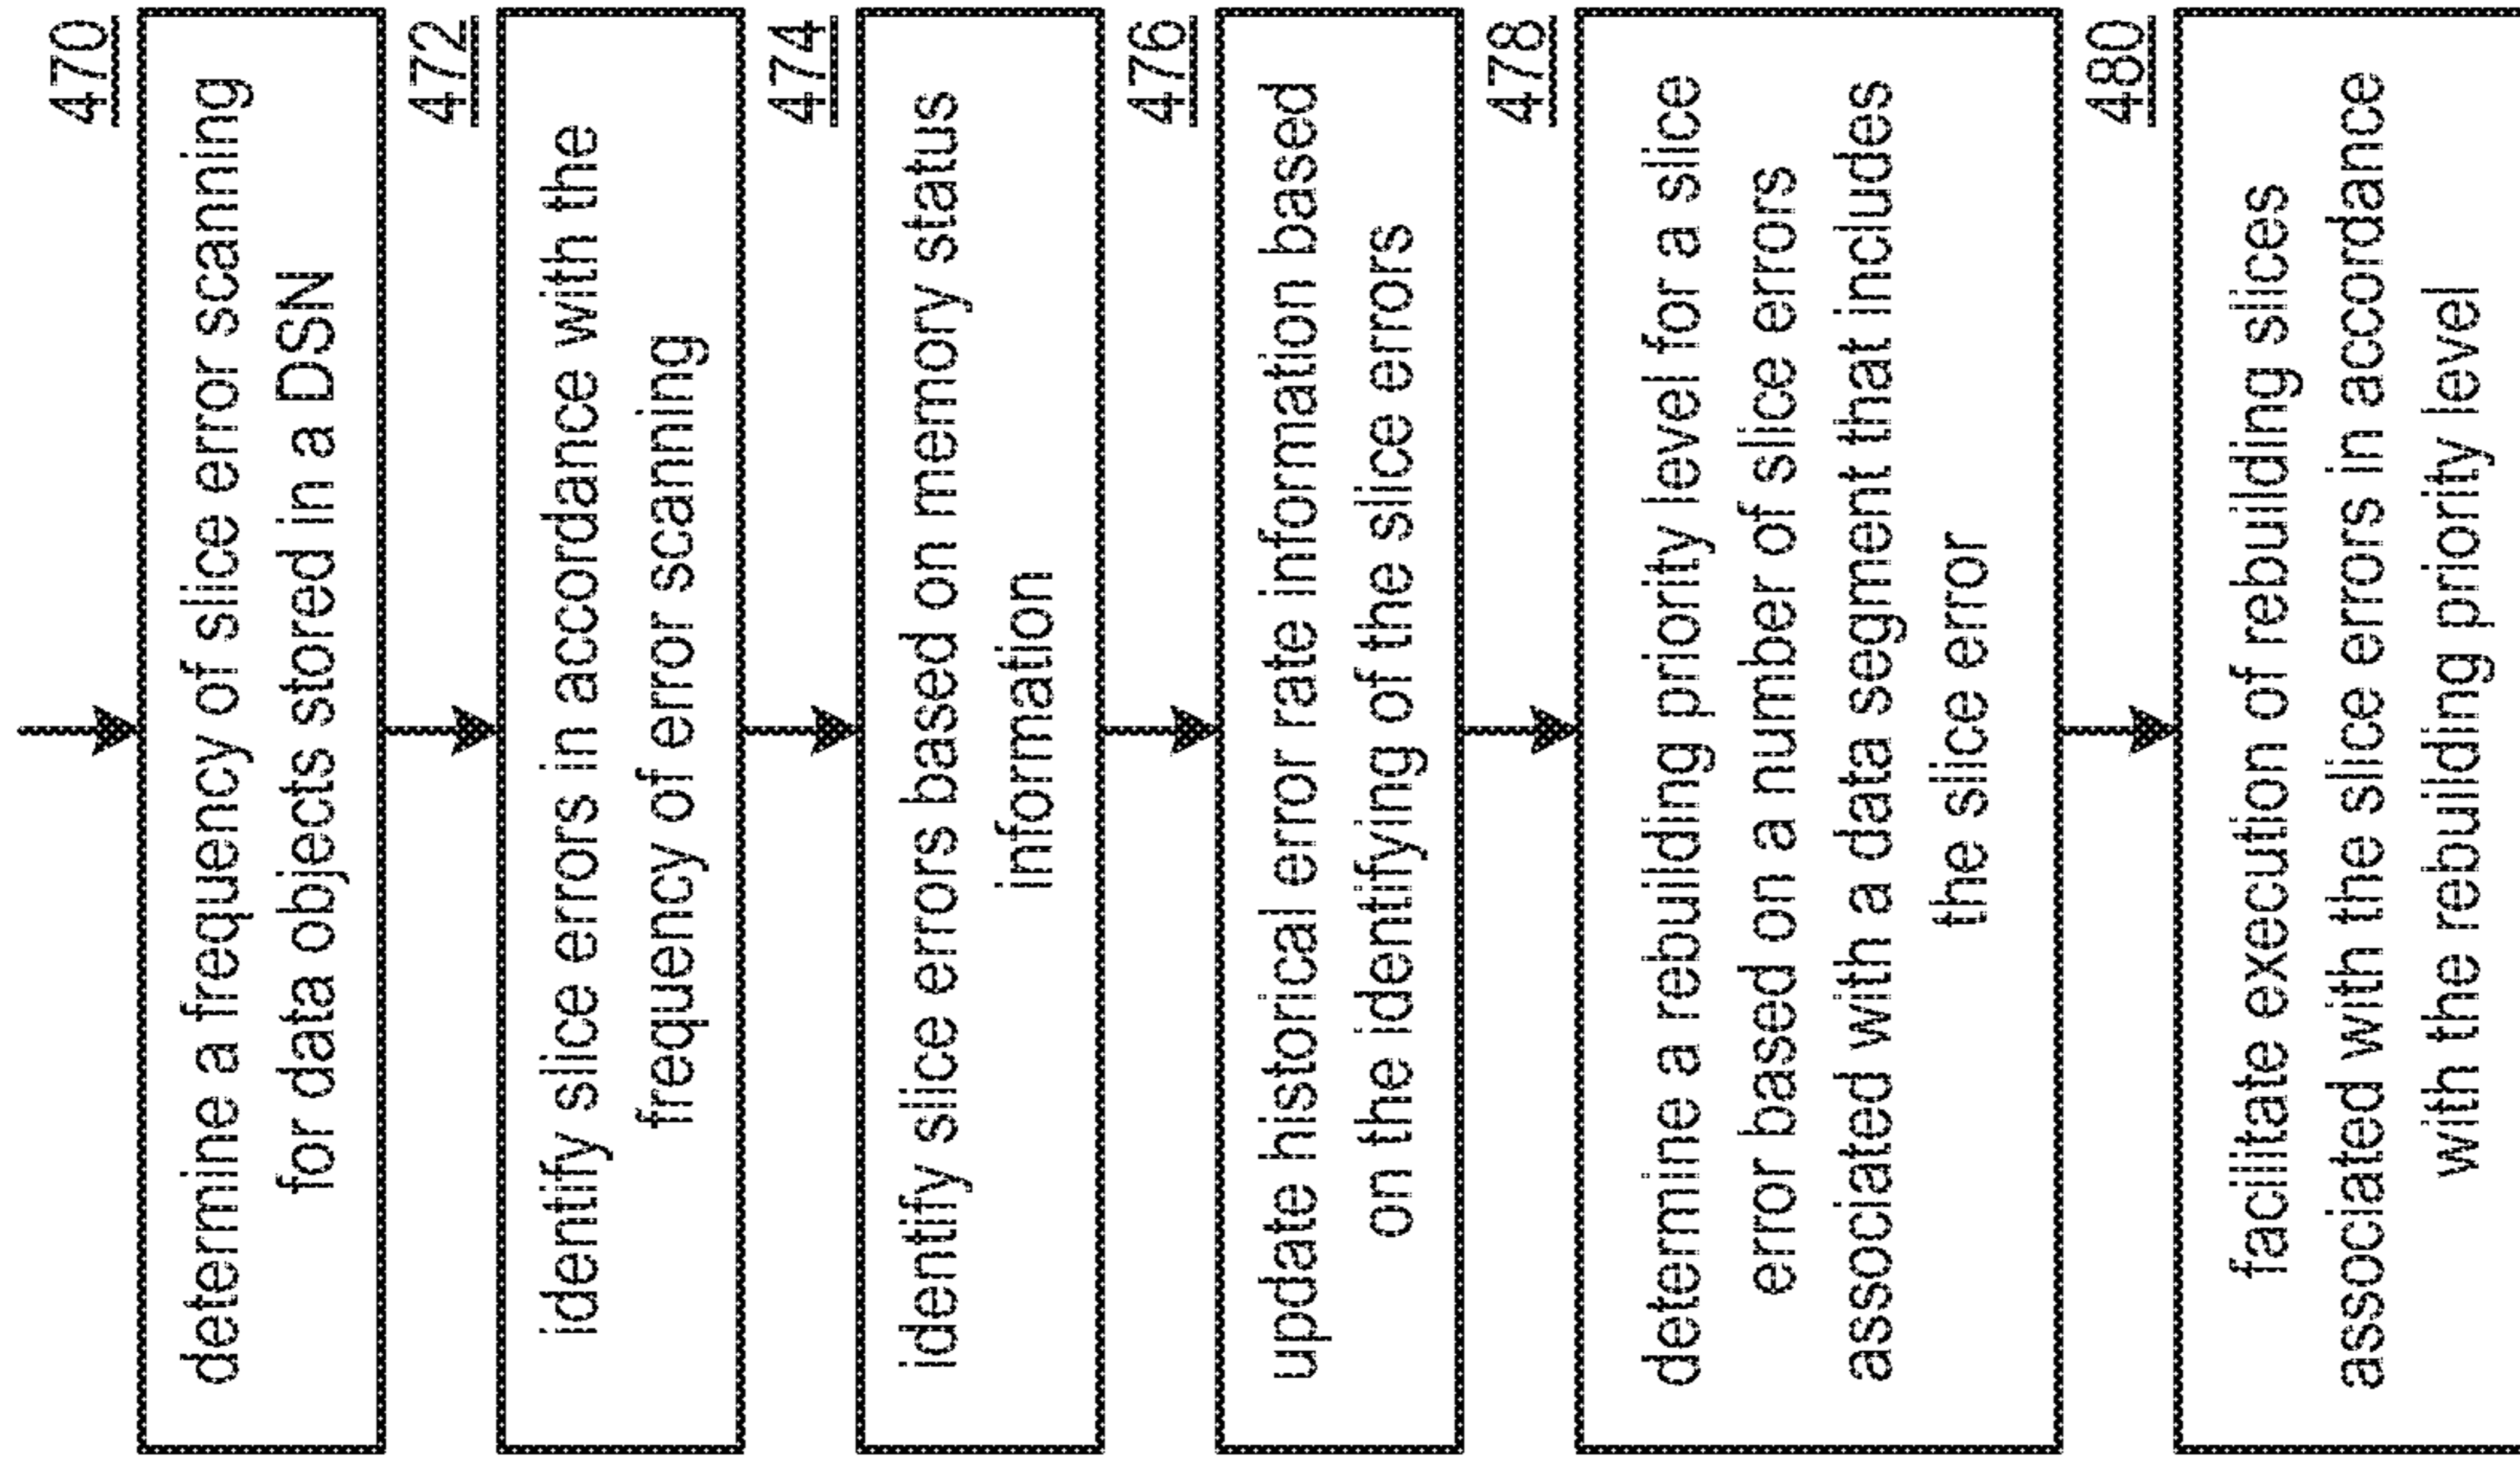 470
determine a frequency of slice error scanning
for data objects stored in a DSN
472
identify slice errors in accordance with the
frequency of error scanning
474
identify slice errors based on memory status
information
476
update historical error rate information based
on the identifying of the slice errors
478
determine a rebuilding priority level for a slice
error based on a number of slice errors
associated with a data segment that includes
the slice error
480
facilitate execution of rebuilding slices
associated with the slice errors in accordance
with the rebuilding priority level